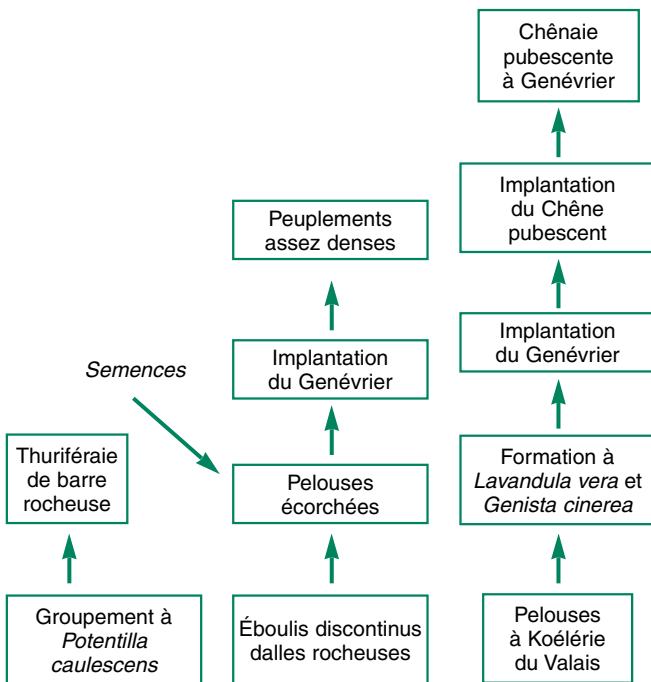 Chênaie
pubescente
à Genévrier
Implantation
du Chêne
pubescent
Peuplements
assez denses
Implantation
du Genévrier
Semences
Implantation
du Genévrier
Thuriféraie
de barre
rocheuse
Pelouses
écorchées
Formation à
Lavandula vera et
Genista cinerea
Groupement à
Potentilla
caulescens
Éboulis discontinus
dalles rocheuses
Pelouses
à Koélérie
du Valais